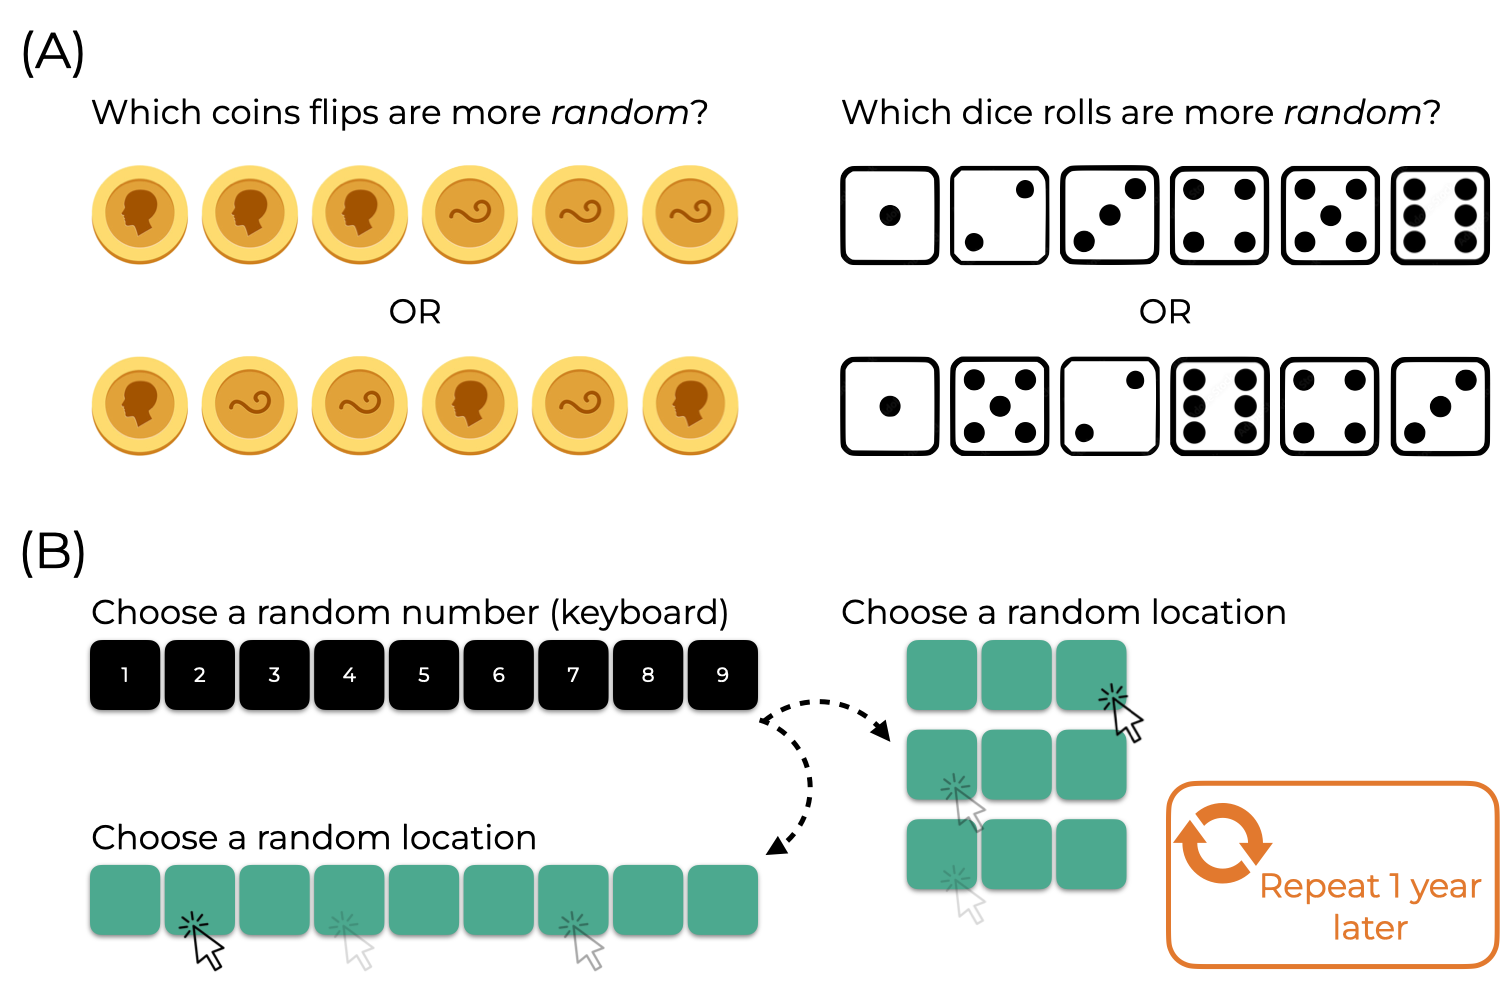 (A)
Which coins flips are more random?
OR
Which dice rolls are more random?
OR
(B)
Choose a random number (keyboard)
1 2 3 4 5 6 7 8 9
Choose a random location
Choose a random location
Repeat 1 year
later